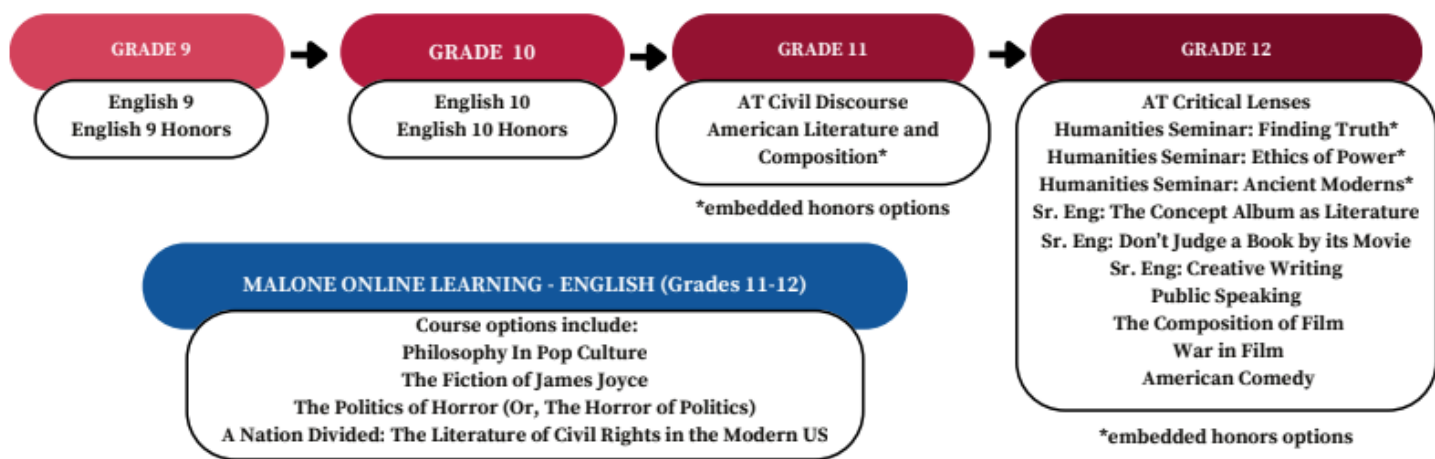 GRADE 9
English 9
English 9 Honors
GRADE 10
English 10
English 10 Honors
GRADE 11
AT Civil Discourse
American Literature and
Composition*
*embedded honors options
GRADE 12
AT Critical Lenses
Humanities Seminar: Finding Truth*
Humanities Seminar: Ethics of Power*
Humanities Seminar: Ancient Moderns*
Sr. Eng: The Concept Album as Literature
Sr. Eng: Don't Judge a Book by its Movie
Sr. Eng: Creative Writing
Public Speaking
The Composition of Film
War in Film
American Comedy
*embedded honors options
MALONE ONLINE LEARNING - ENGLISH (Grades 11-12)
Course options include:
Philosophy In Pop Culture
The Fiction of James Joyce
The Politics of Horror (Or, The Horror of Politics)
A Nation Divided: The Literature of Civil Rights in the Modern US